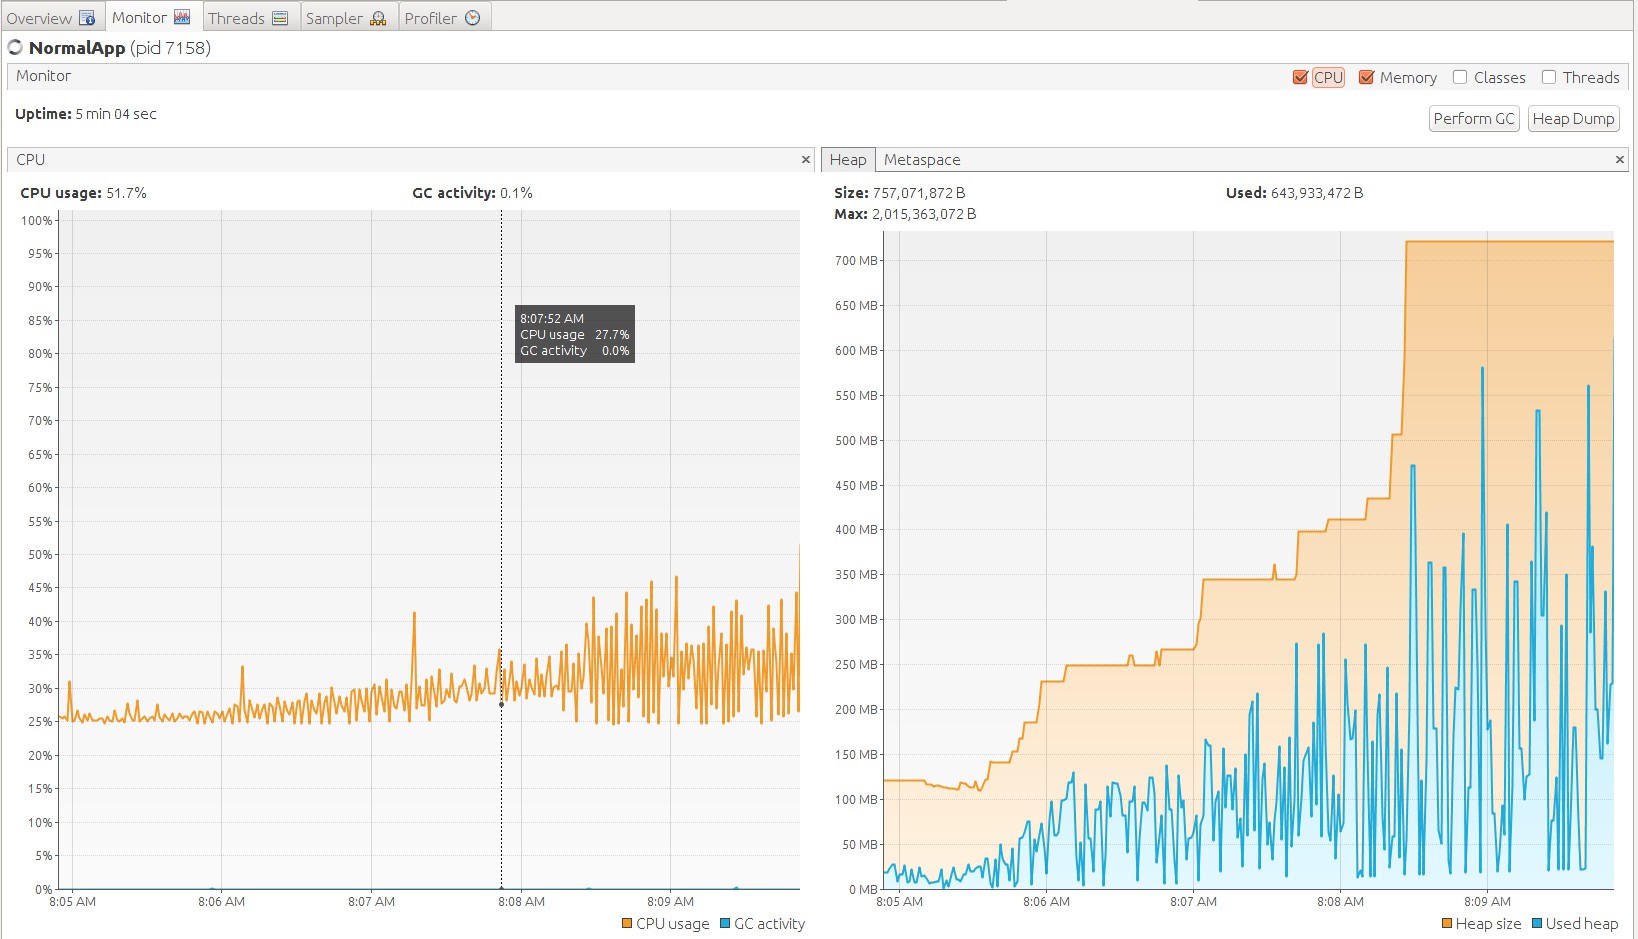 Overview Monitor Threads Sampler Profiler
NormalApp (pid 7158)
Monitor CPU Memory Classes Threads
Uptime: 5 min 04 sec
Perform GC Heap Dump
CPU ×
CPU usage: 51.7% GC activity: 0.1%
100%
95%
90%
85%
80%
75%
70%
65%
60%
55%
50%
45%
40%
35%
30%
25%
20%
15%
10%
5%
0%
8:07:52 AM
CPU usage 27.7%
GC activity 0.0%
8:05 AM 8:06 AM 8:07 AM 8:08 AM 8:09 AM
CPU usage GC activity
Heap Metaspace ×
Size: 757,071,872 B Used: 643,933,472 B
Max: 2,015,363,072 B
700 MB
650 MB
600 MB
550 MB
500 MB
450 MB
400 MB
350 MB
300 MB
250 MB
200 MB
150 MB
100 MB
50 MB
0 MB
8:05 AM 8:06 AM 8:07 AM 8:08 AM 8:09 AM
Heap size Used heap